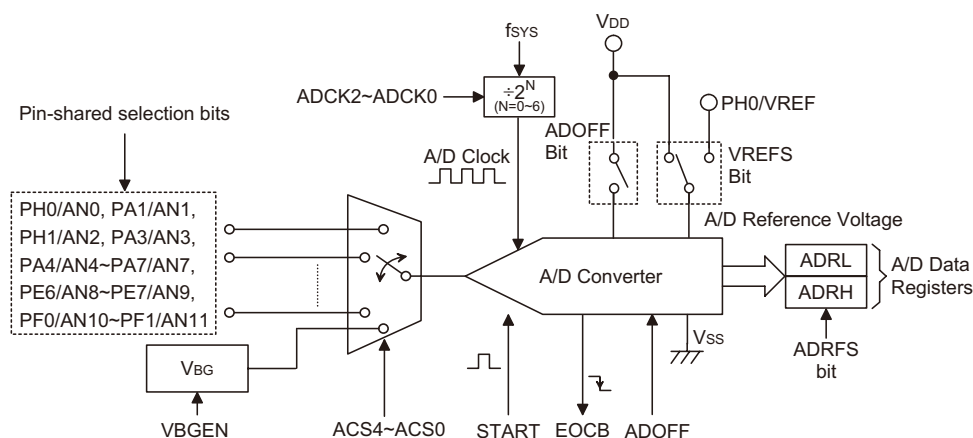 fSYS
VDD
÷2^N
(N=0~6)
ADCK2~ADCK0
PH0/VREF
Pin-shared selection bits
ADOFF
Bit
VREFS
Bit
A/D Clock
A/D Reference Voltage
PH0/AN0, PA1/AN1,
PH1/AN2, PA3/AN3,
PA4/AN4~PA7/AN7,
PE6/AN8~PE7/AN9,
PF0/AN10~PF1/AN11
A/D Converter
ADRL
ADRH
A/D Data
Registers
VSS
ADRFS
bit
VBG
VBGEN
ACS4~ACS0
START
EOCB
ADOFF